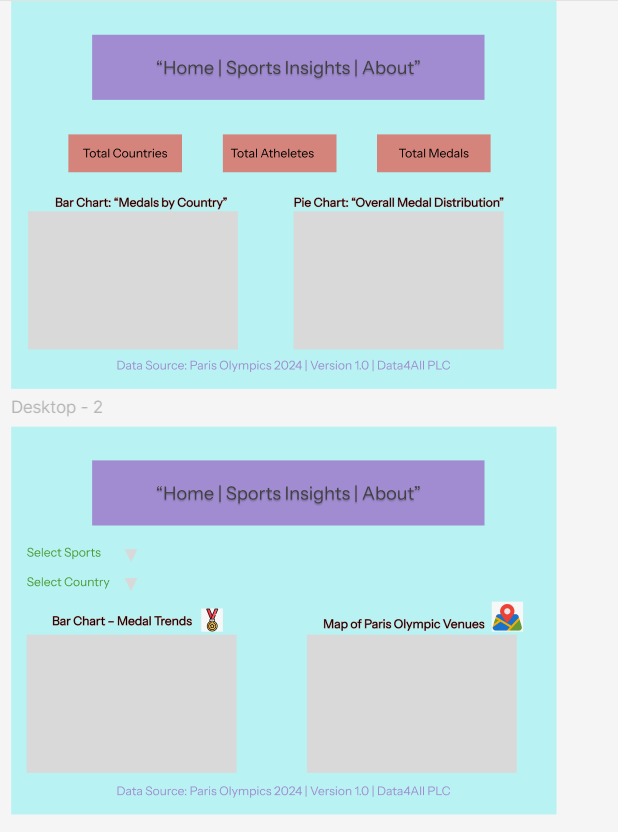 “Home | Sports Insights | About”
Total Countries
Total Atheletes
Total Medals
Bar Chart: “Medals by Country”
Pie Chart: “Overall Medal Distribution”
Data Source: Paris Olympics 2024 | Version 1.0 | Data4All PLC
Desktop - 2
“Home | Sports Insights | About”
Select Sports
Select Country
Bar Chart – Medal Trends
Map of Paris Olympic Venues
Data Source: Paris Olympics 2024 | Version 1.0 | Data4All PLC